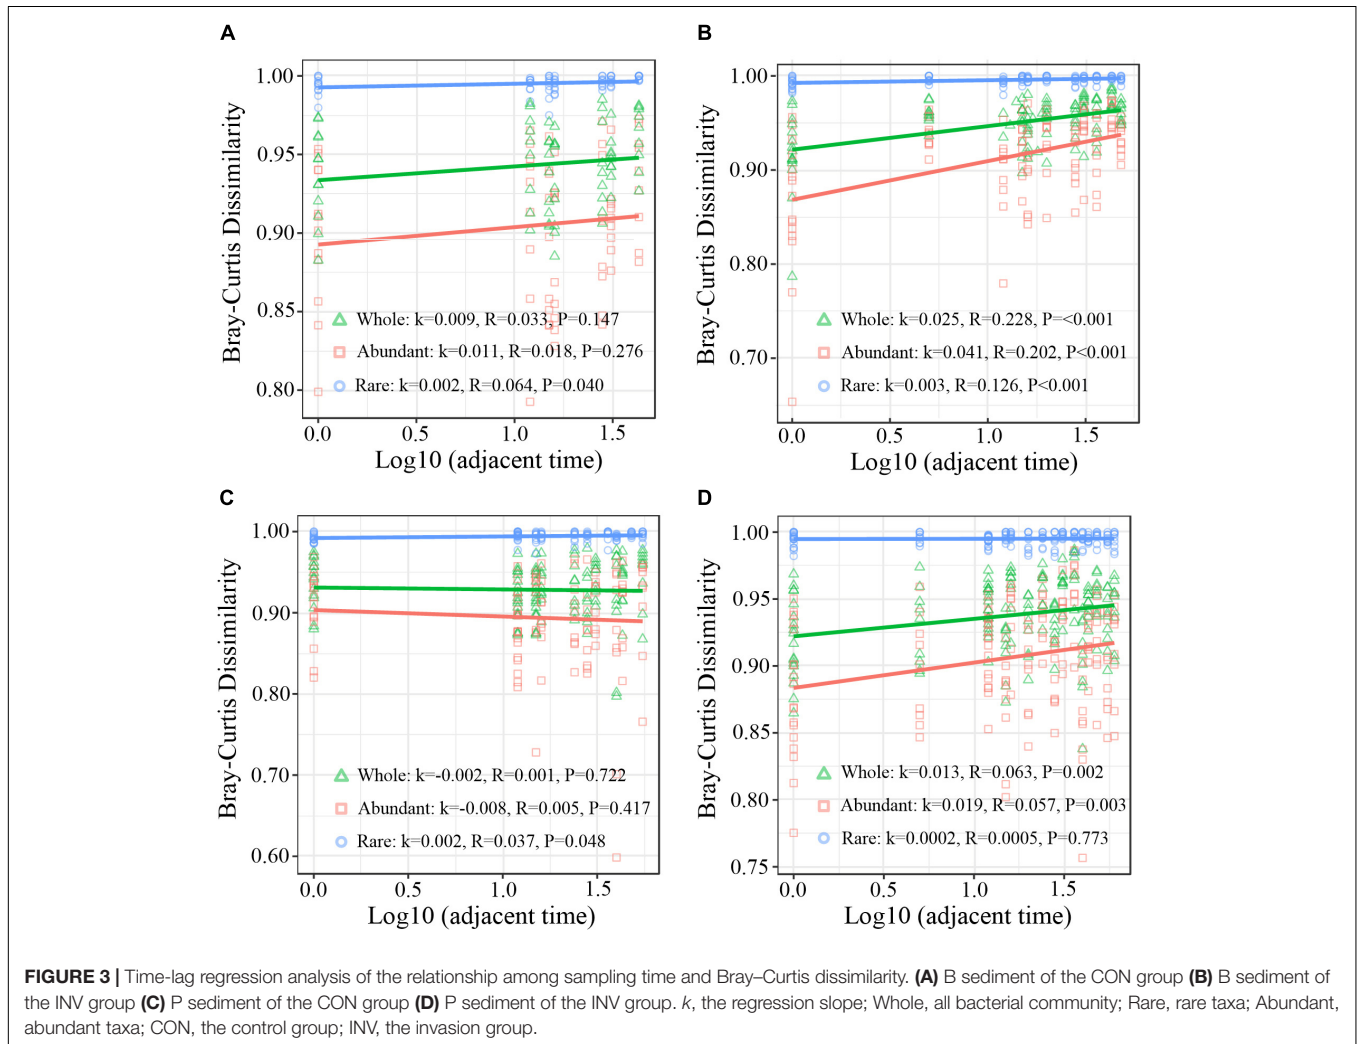 A
Bray-Curtis Dissimilarity
1.00
0.95
0.90
0.85
0.80
Whole: k=0.009, R=0.033, P=0.147
Abundant: k=0.011, R=0.018, P=0.276
Rare: k=0.002, R=0.064, P=0.040
0.0 0.5 1.0 1.5
Log10 (adjacent time)
B
Bray-Curtis Dissimilarity
1.00
0.90
0.80
0.70
Whole: k=0.025, R=0.228, P=<0.001
Abundant: k=0.041, R=0.202, P<0.001
Rare: k=0.003, R=0.126, P<0.001
0.0 0.5 1.0 1.5
Log10 (adjacent time)
C
Bray-Curtis Dissimilarity
1.00
0.90
0.80
0.70
0.60
Whole: k=-0.002, R=0.001, P=0.722
Abundant: k=-0.008, R=0.005, P=0.417
Rare: k=0.002, R=0.037, P=0.048
0.0 0.5 1.0 1.5
Log10 (adjacent time)
D
Bray-Curtis Dissimilarity
1.00
0.95
0.90
0.85
0.80
0.75
Whole: k=0.013, R=0.063, P=0.002
Abundant: k=0.019, R=0.057, P=0.003
Rare: k=0.0002, R=0.0005, P=0.773
0.0 0.5 1.0 1.5
Log10 (adjacent time)
FIGURE 3 | Time-lag regression analysis of the relationship among sampling time and Bray–Curtis dissimilarity. (A) B sediment of the CON group (B) B sediment of
the INV group (C) P sediment of the CON group (D) P sediment of the INV group. k, the regression slope; Whole, all bacterial community; Rare, rare taxa; Abundant,
abundant taxa; CON, the control group; INV, the invasion group.